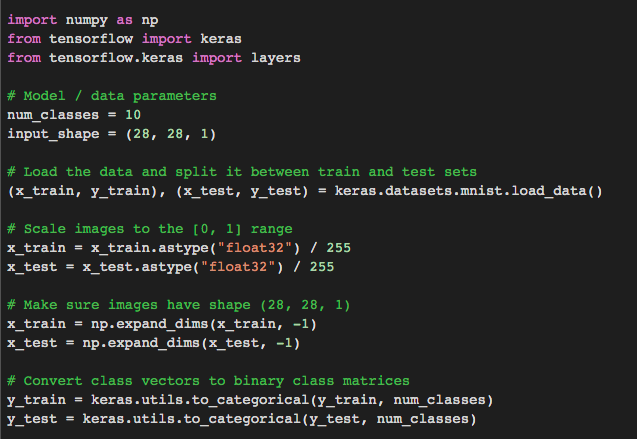 import numpy as np
from tensorflow import keras
from tensorflow.keras import layers
# Model / data parameters
num_classes = 10
input_shape = (28, 28, 1)
# Load the data and split it between train and test sets
(x_train, y_train), (x_test, y_test) = keras.datasets.mnist.load_data()
# Scale images to the [0, 1] range
x_train = x_train.astype("float32") / 255
x_test = x_test.astype("float32") / 255
# Make sure images have shape (28, 28, 1)
x_train = np.expand_dims(x_train, -1)
x_test = np.expand_dims(x_test, -1)
# Convert class vectors to binary class matrices
y_train = keras.utils.to_categorical(y_train, num_classes)
y_test = keras.utils.to_categorical(y_test, num_classes)